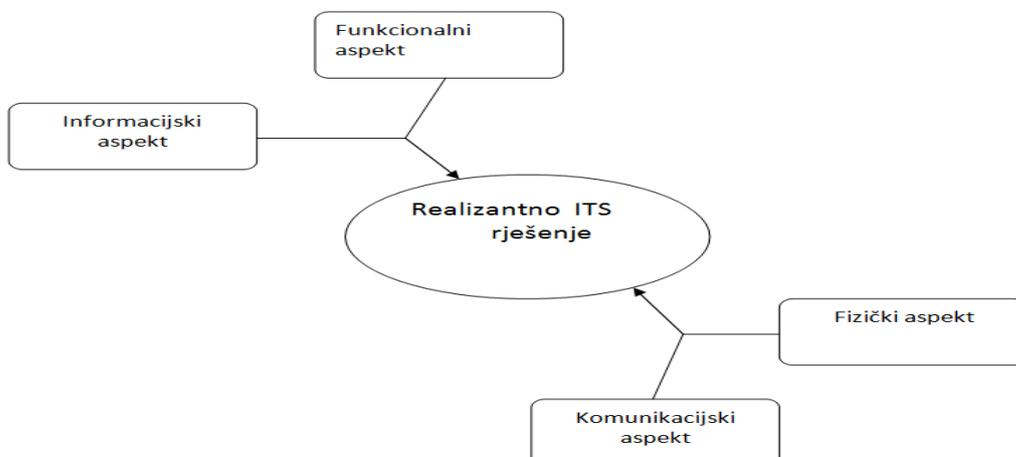 Funkcionalni
aspekt
Informacijski
aspekt
Realizantno ITS
rješenje
Fizički aspekt
Komunikacijski
aspekt